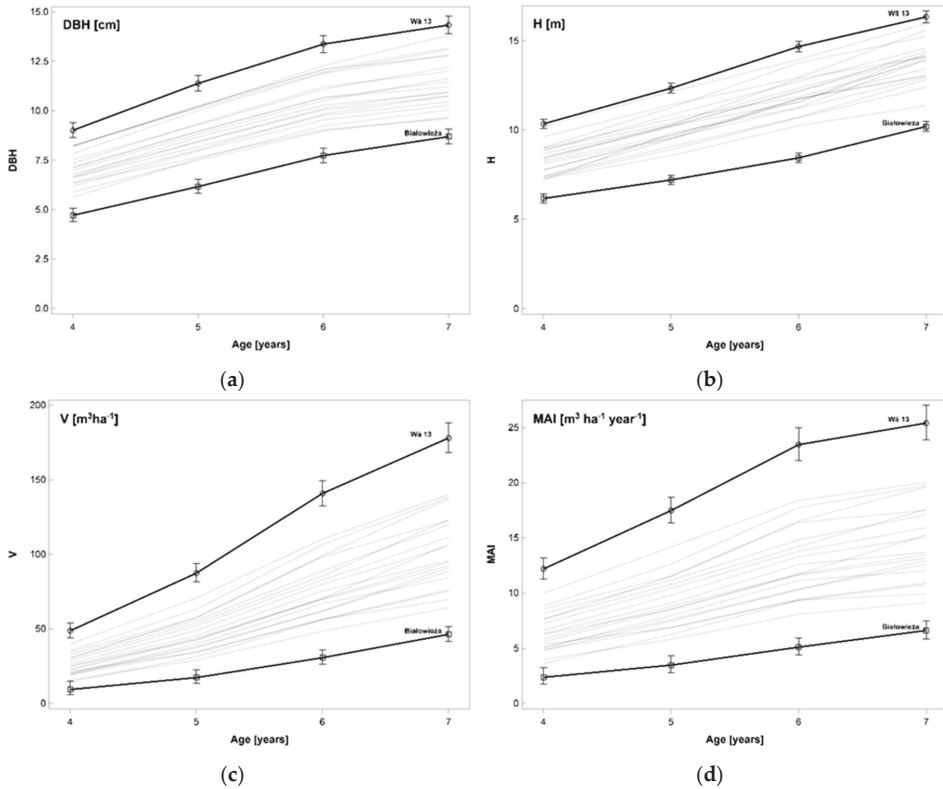 DBH [cm]
Wä 13
15.0
12.5
10.0
7.5
5.0
2.5
0.0
DBH
Białowieża
4 5 6 7
Age [years]
(a)
H [m]
Wä 13
15
10
5
0
H
Białowieża
4 5 6 7
Age [years]
(b)
V [m³ha⁻¹]
Wä 13
200
150
100
50
0
V
Białowieża
4 5 6 7
Age [years]
(c)
MAI [m³ ha⁻¹ year⁻¹]
Wä 13
25
20
15
10
5
0
MAI
Białowieża
4 5 6 7
Age [years]
(d)